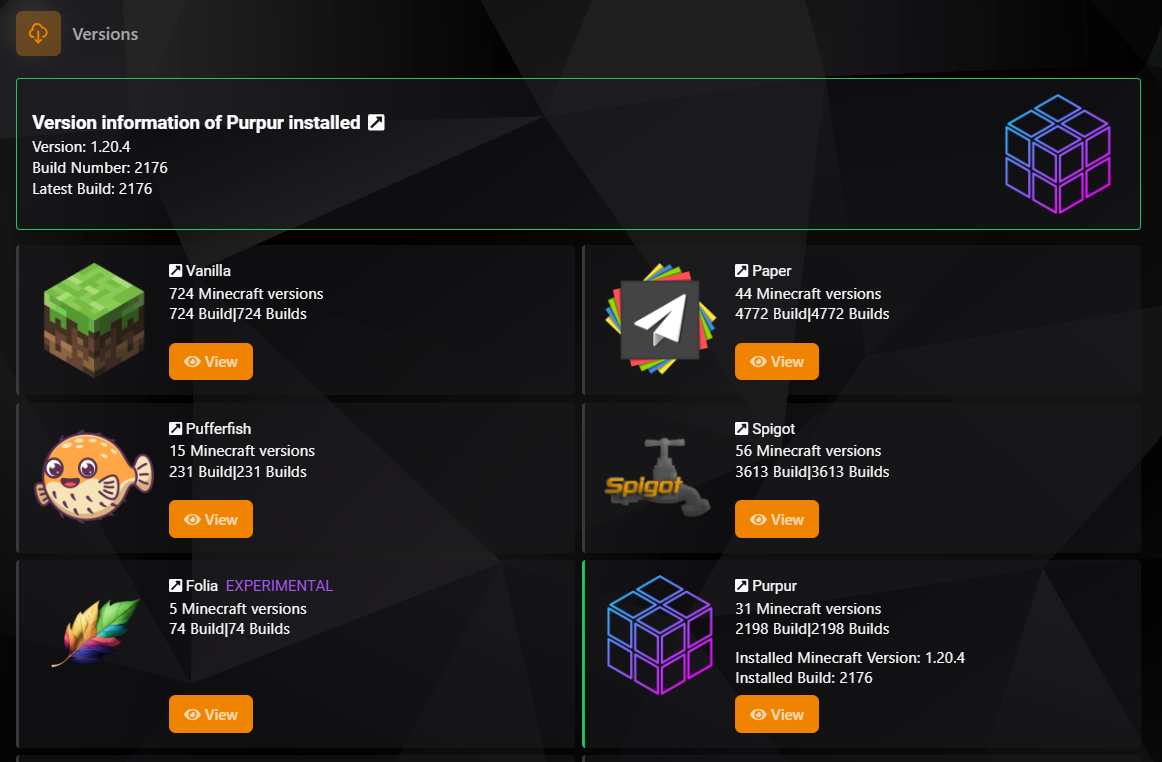 Versions
Version information of Purpur installed
Version: 1.20.4
Build Number: 2176
Latest Build: 2176
Vanilla
724 Minecraft versions
724 Build|724 Builds
View
Paper
44 Minecraft versions
4772 Build|4772 Builds
View
Pufferfish
15 Minecraft versions
231 Build|231 Builds
View
Spigot
Spigot
56 Minecraft versions
3613 Build|3613 Builds
View
Folia EXPERIMENTAL
5 Minecraft versions
74 Build|74 Builds
View
Purpur
31 Minecraft versions
2198 Build|2198 Builds
Installed Minecraft Version: 1.20.4
Installed Build: 2176
View